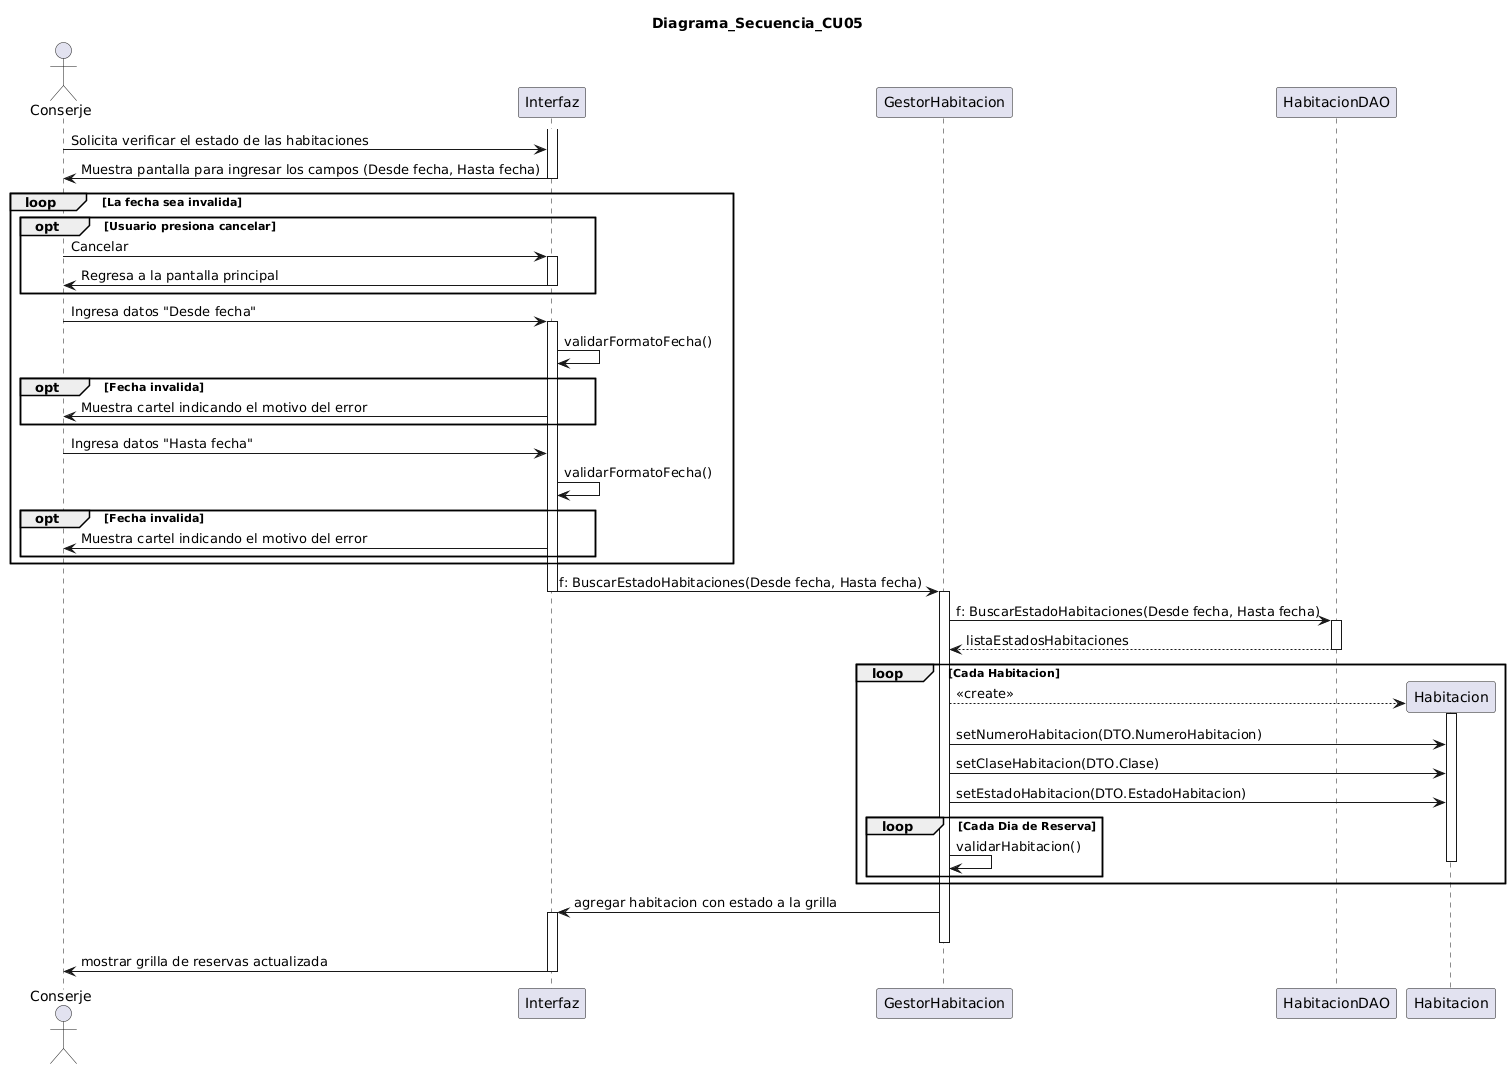 Diagrama_Secuencia_CU05
Conserje
Interfaz
GestorHabitacion
HabitacionDAO
Solicita verificar el estado de las habitaciones
Muestra pantalla para ingresar los campos (Desde fecha, Hasta fecha)
loop [La fecha sea invalida]
opt [Usuario presiona cancelar]
Cancelar
Regresa a la pantalla principal
Ingresa datos "Desde fecha"
validarFormatoFecha()
opt [Fecha invalida]
Muestra cartel indicando el motivo del error
Ingresa datos "Hasta fecha"
validarFormatoFecha()
opt [Fecha invalida]
Muestra cartel indicando el motivo del error
f: BuscarEstadoHabitaciones(Desde fecha, Hasta fecha)
f: BuscarEstadoHabitaciones(Desde fecha, Hasta fecha)
listaEstadosHabitaciones
loop [Cada Habitacion]
«create»
Habitacion
setNumeroHabitacion(DTO.NumeroHabitacion)
setClaseHabitacion(DTO.Clase)
setEstadoHabitacion(DTO.EstadoHabitacion)
loop [Cada Dia de Reserva]
validarHabitacion()
agregar habitacion con estado a la grilla
mostrar grilla de reservas actualizada
Conserje
Interfaz
GestorHabitacion
HabitacionDAO
Habitacion